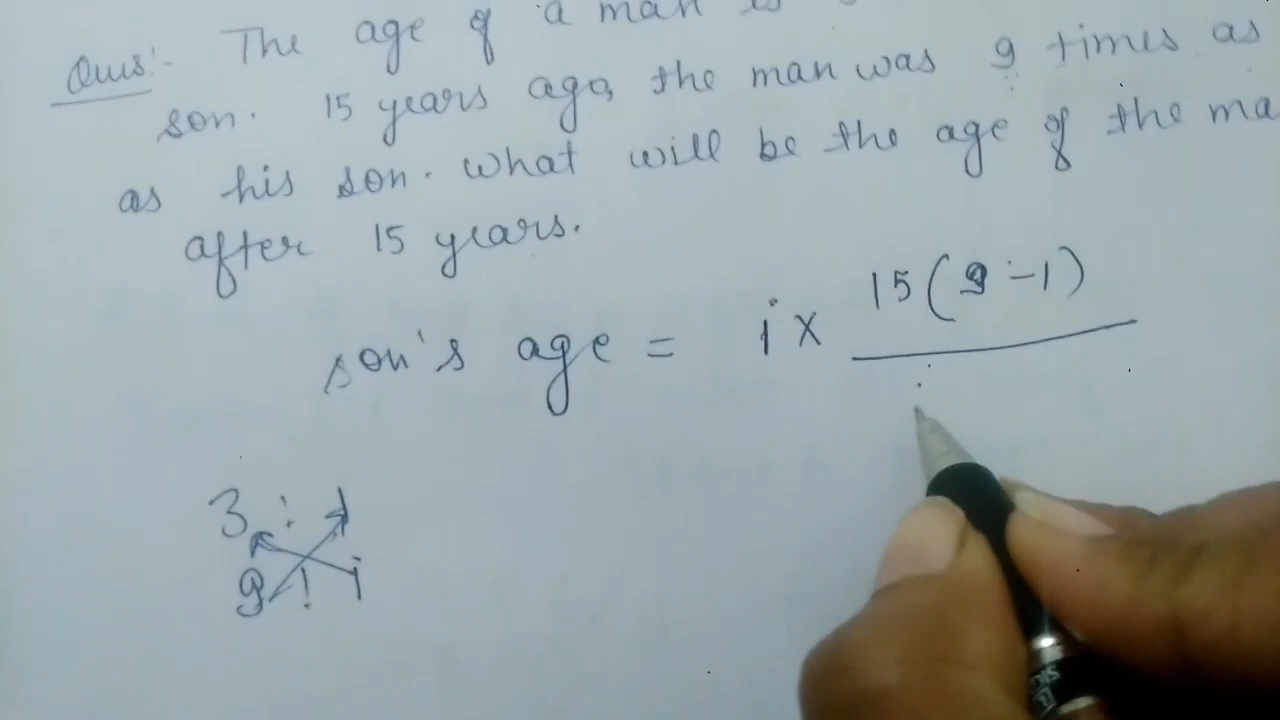 Qus:- The age of a man is
son. 15 years ago, the man was 9 times as
as his son. What will be the age of the ma
after 15 years.
son's age = 1 × 15(9-1)
3 : 1
9 : 1